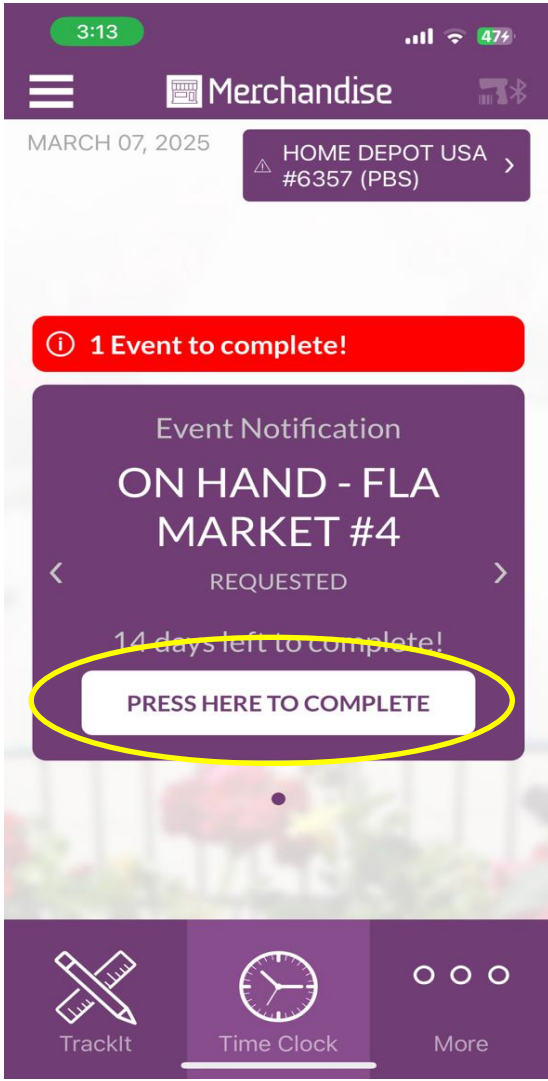 3:13
47
Merchandise
MARCH 07, 2025
HOME DEPOT USA
#6357 (PBS)
1 Event to complete!
Event Notification
ON HAND - FLA
MARKET #4
REQUESTED
14 days left to complete!
PRESS HERE TO COMPLETE
TrackIt
Time Clock
More